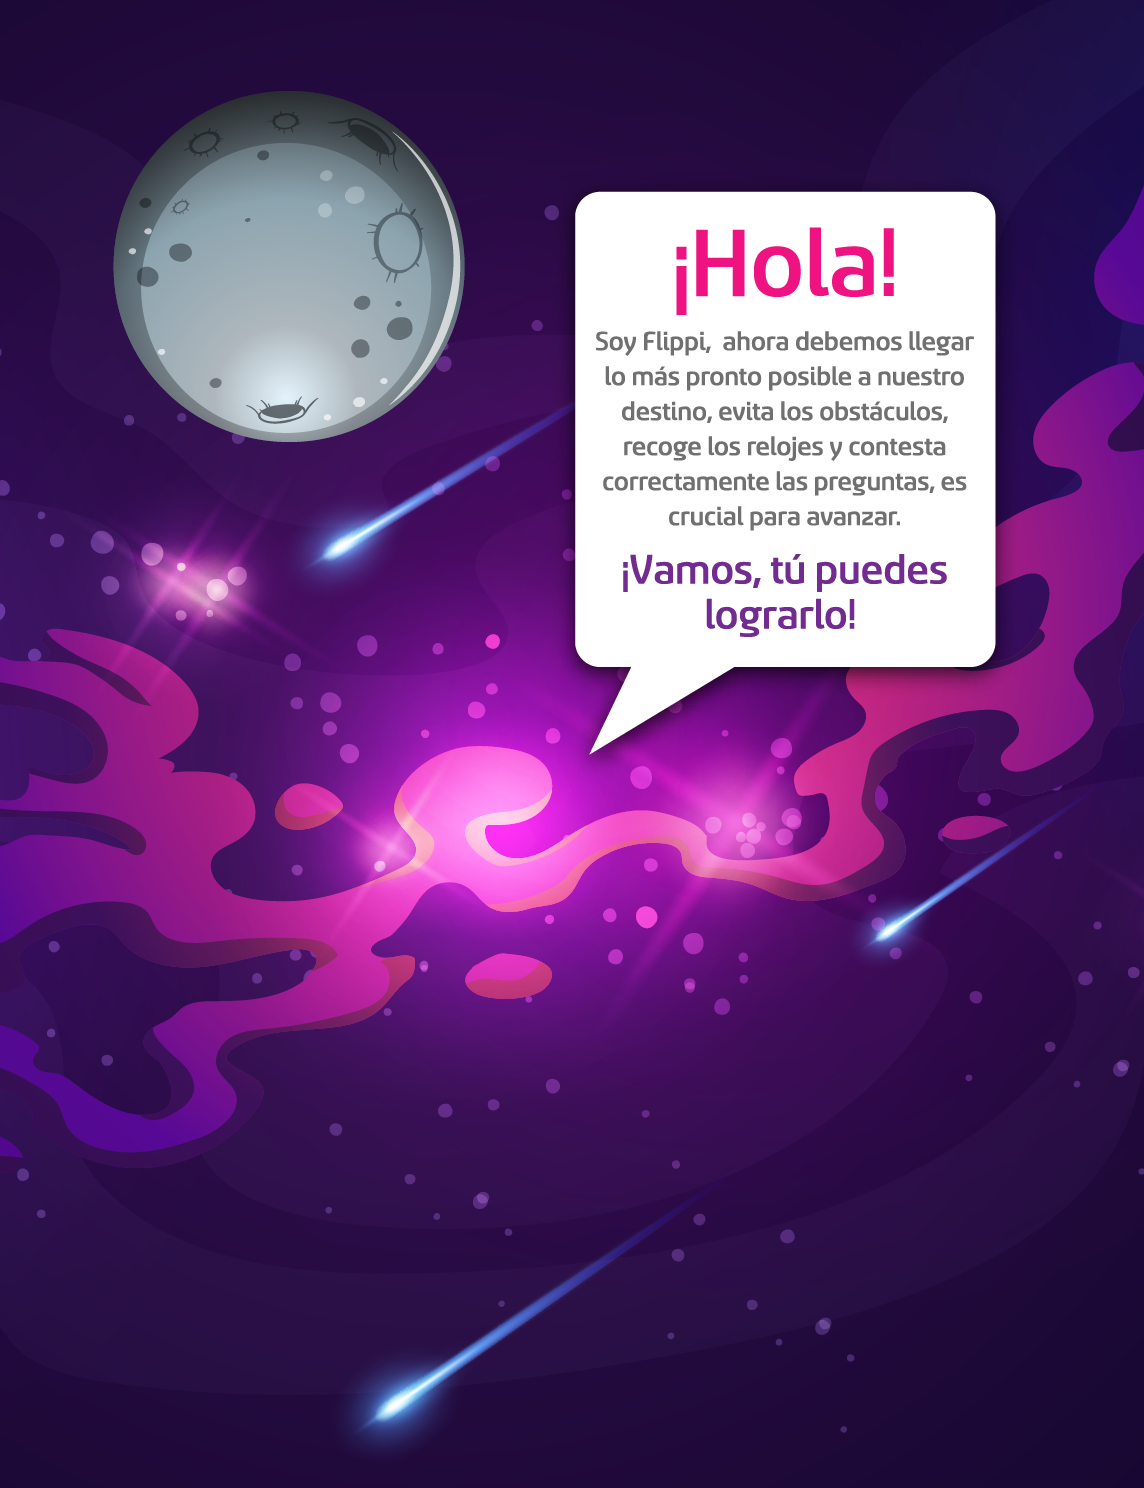 ¡Hola!
Soy Flippi, ahora debemos llegar
lo más pronto posible a nuestro
destino, evita los obstáculos,
recoge los relojes y contesta
correctamente las preguntas, es
crucial para avanzar.
¡Vamos, tú puedes
lograrlo!